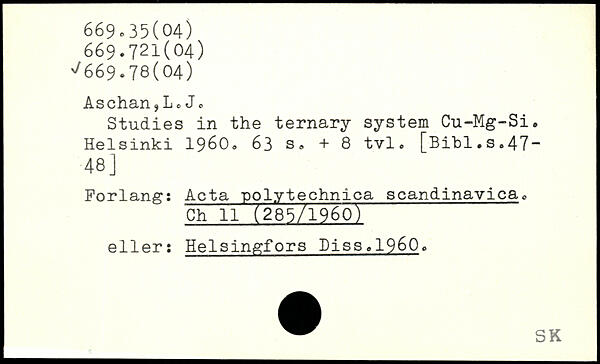 669.35(04)
669.721(04)
✓669.78(04)
Aschan,L.J.
Studies in the ternary system Cu-Mg-Si.
Helsinki 1960. 63 s. + 8 tvl. [Bibl.s.47-
48]
Forlang: Acta polytechnica scandinavica.
Ch 11 (285/1960)
eller: Helsingfors Diss.1960.
SK